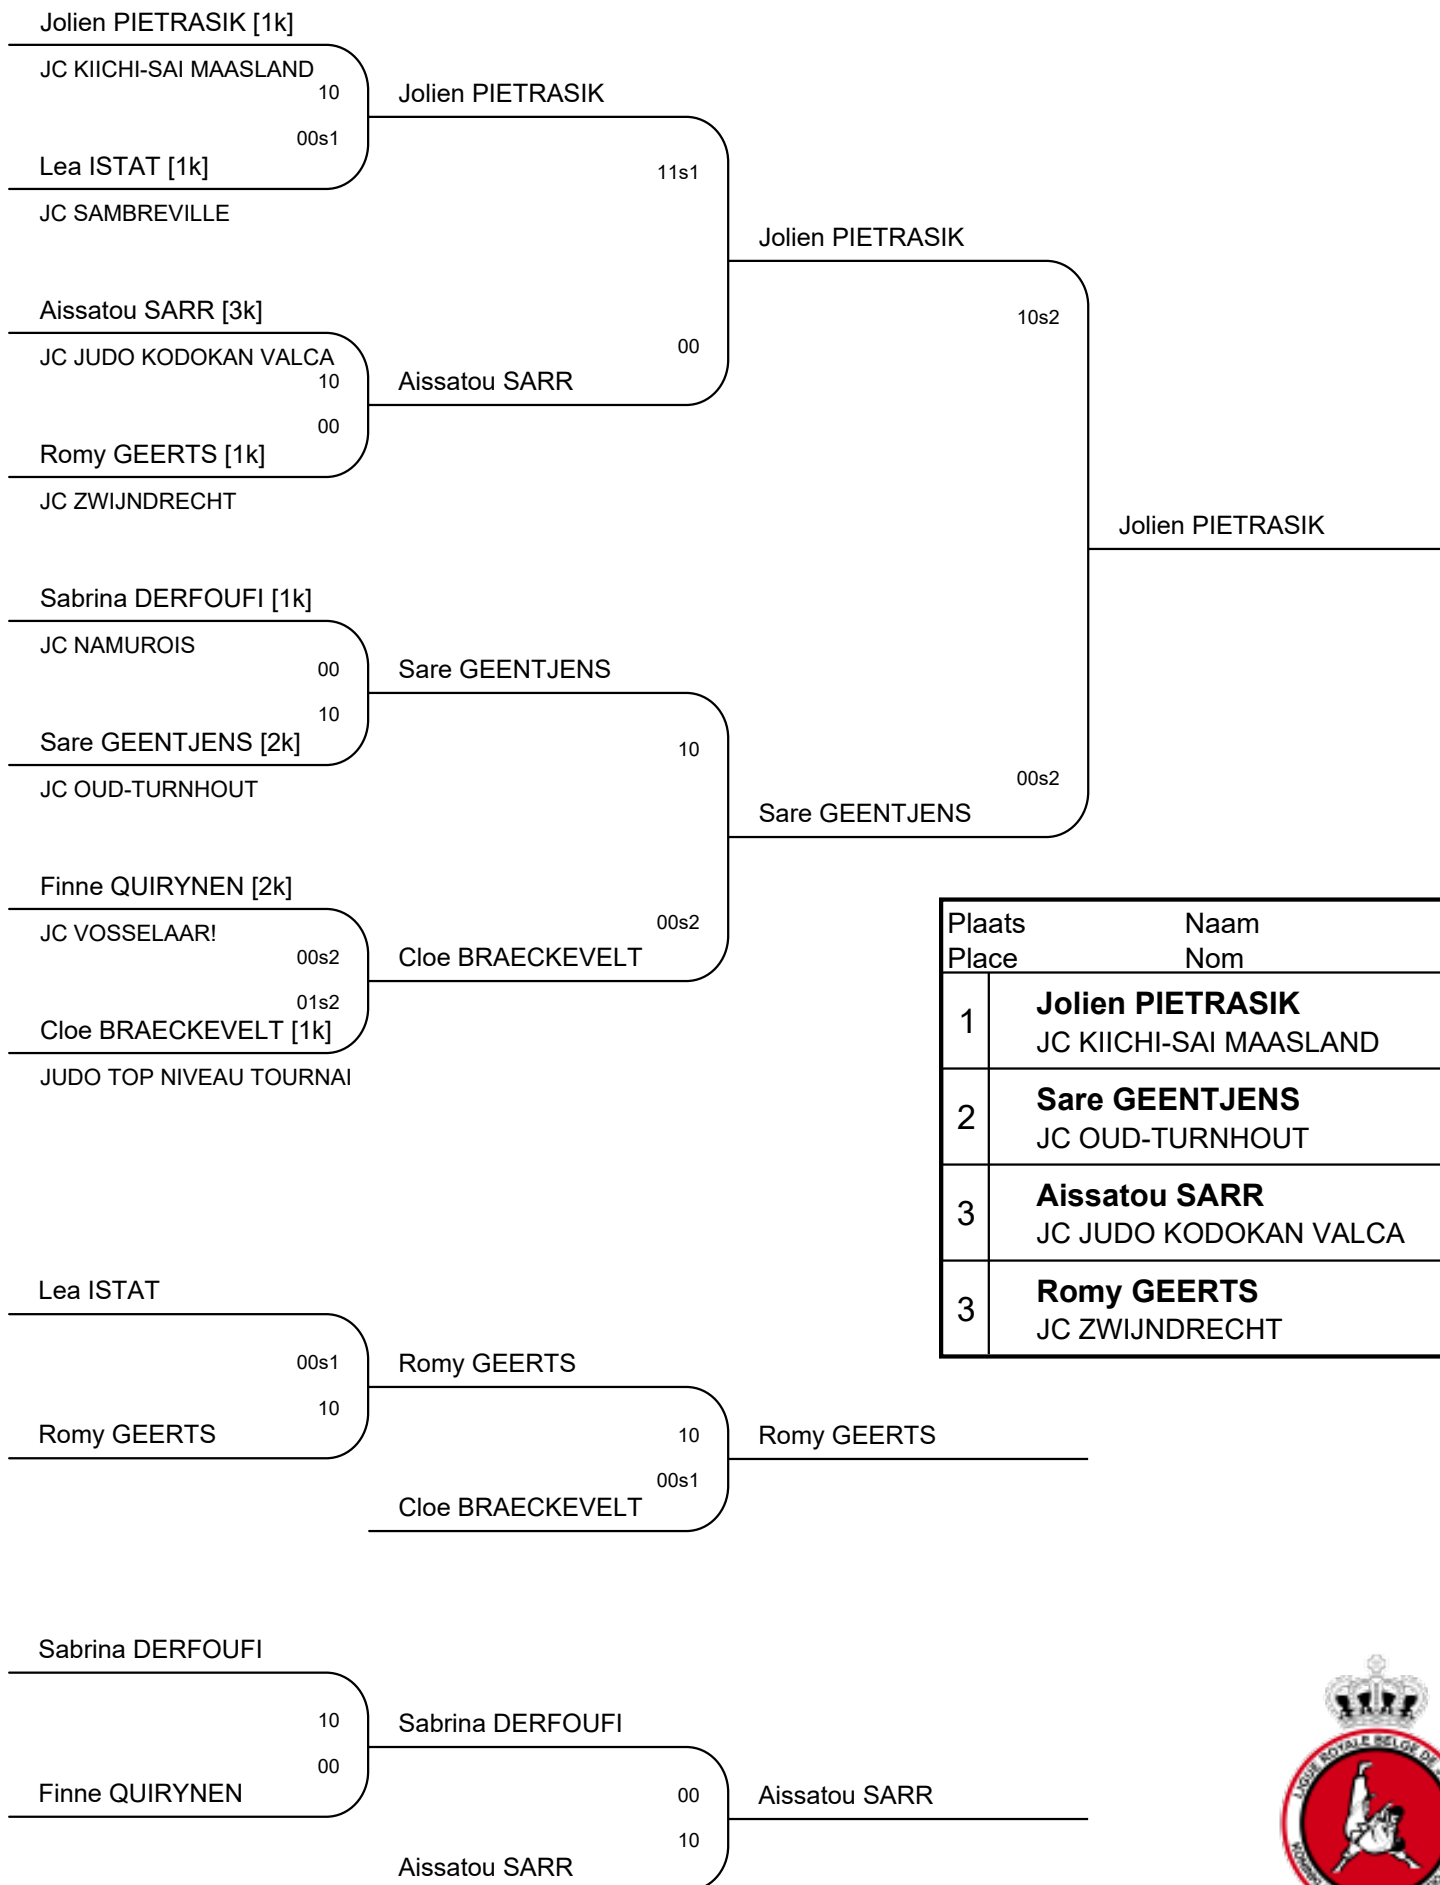 Jolien PIETRASIK [1k]
JC KIICHI-SAI MAASLAND
10
00s1
Lea ISTAT [1k]
JC SAMBREVILLE
Jolien PIETRASIK
11s1
Aissatou SARR [3k]
JC JUDO KODOKAN VALCA
10
00
Romy GEERTS [1k]
JC ZWIJNDRECHT
00
Aissatou SARR
Jolien PIETRASIK
10s2
Sabrina DERFOUFI [1k]
JC NAMUROIS
00
10
Sare GEENTJENS [2k]
JC OUD-TURNHOUT
Sare GEENTJENS
10
Finne QUIRYNEN [2k]
JC VOSSELAAR!
00s2
01s2
Cloe BRAECKEVELT [1k]
JUDO TOP NIVEAU TOURNAI
00s2
Cloe BRAECKEVELT
00s2
Sare GEENTJENS
Jolien PIETRASIK
Plaats Naam
Place Nom
1 Jolien PIETRASIK
JC KIICHI-SAI MAASLAND
2 Sare GEENTJENS
JC OUD-TURNHOUT
3 Aissatou SARR
JC JUDO KODOKAN VALCA
3 Romy GEERTS
JC ZWIJNDRECHT
Lea ISTAT
00s1
10
Romy GEERTS
Romy GEERTS
10
00s1
Cloe BRAECKEVELT
Romy GEERTS
Sabrina DERFOUFI
10
00
Finne QUIRYNEN
Sabrina DERFOUFI
00
10
Aissatou SARR
Aissatou SARR
LIGUE ROYALE BELGE DE